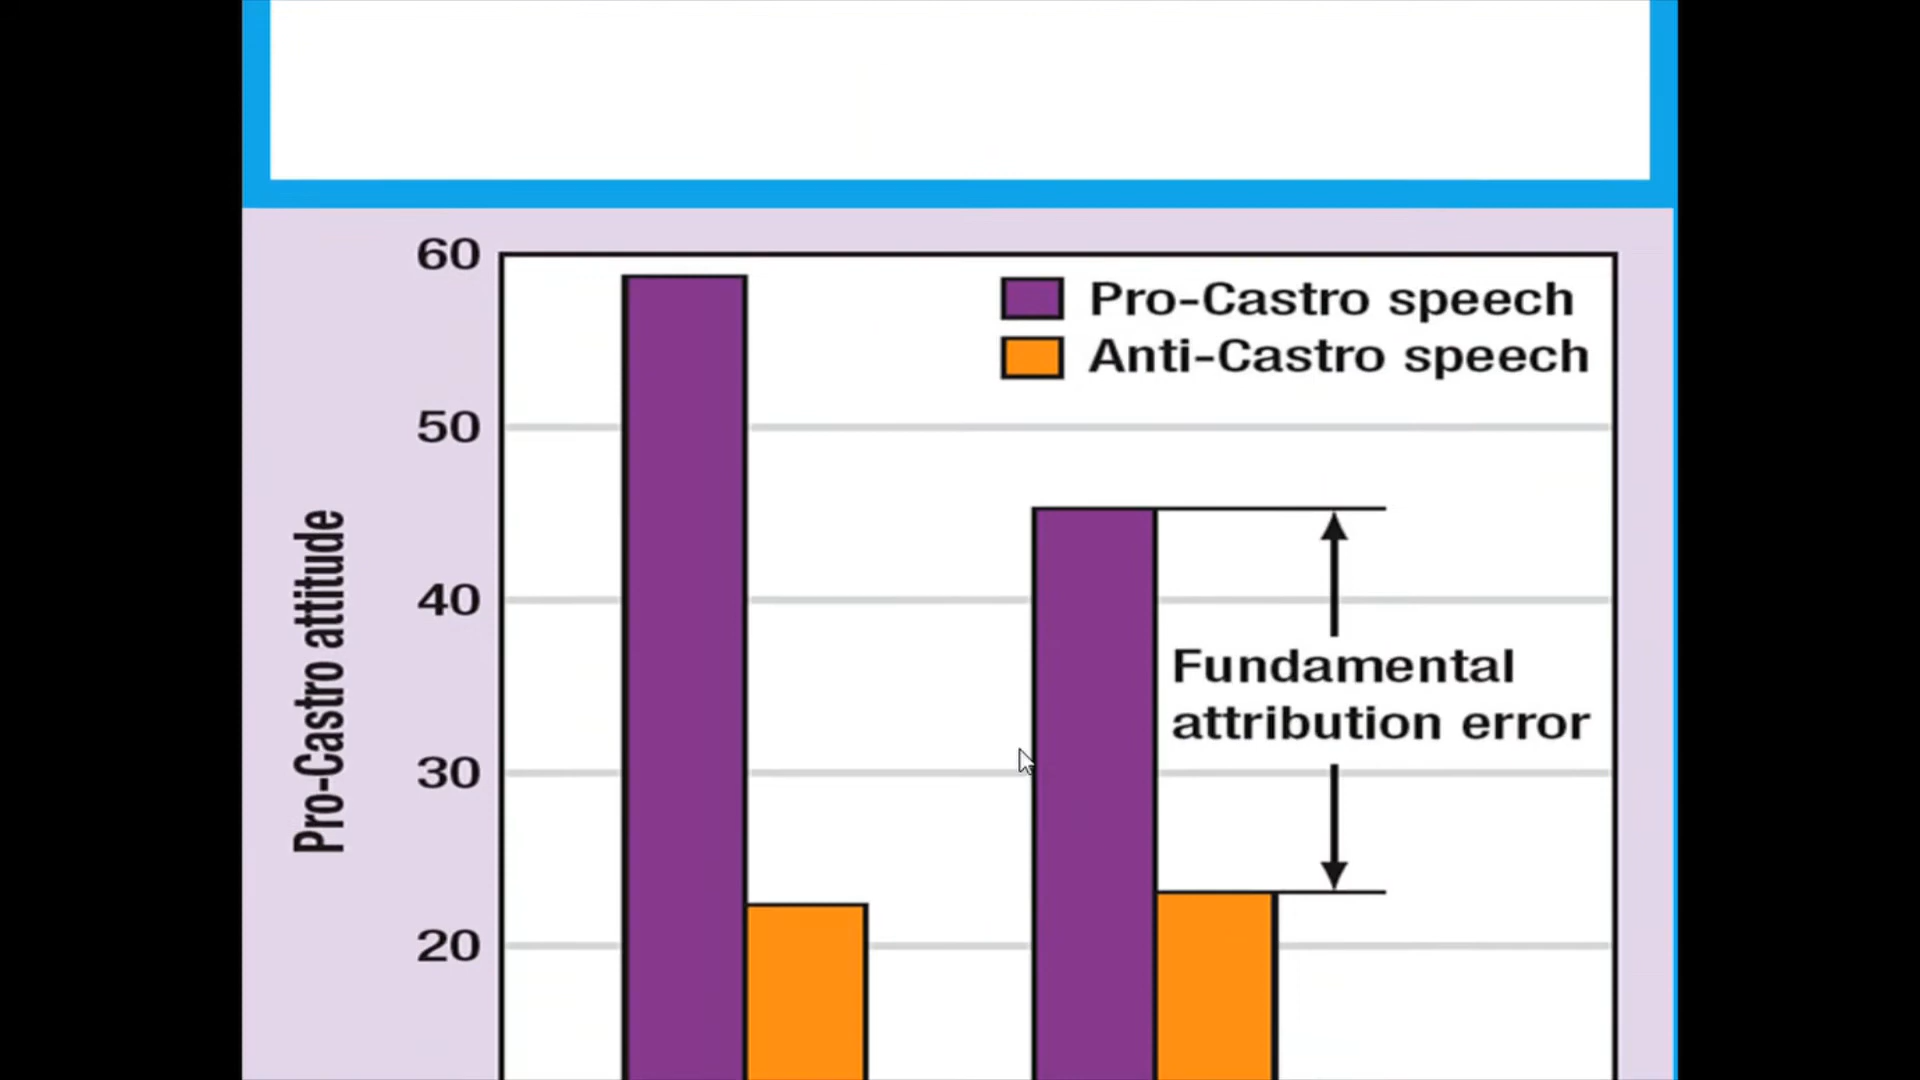 60
Pro-Castro speech
Anti-Castro speech
50
40
Fundamental
attribution error
30
20
Pro-Castro attitude